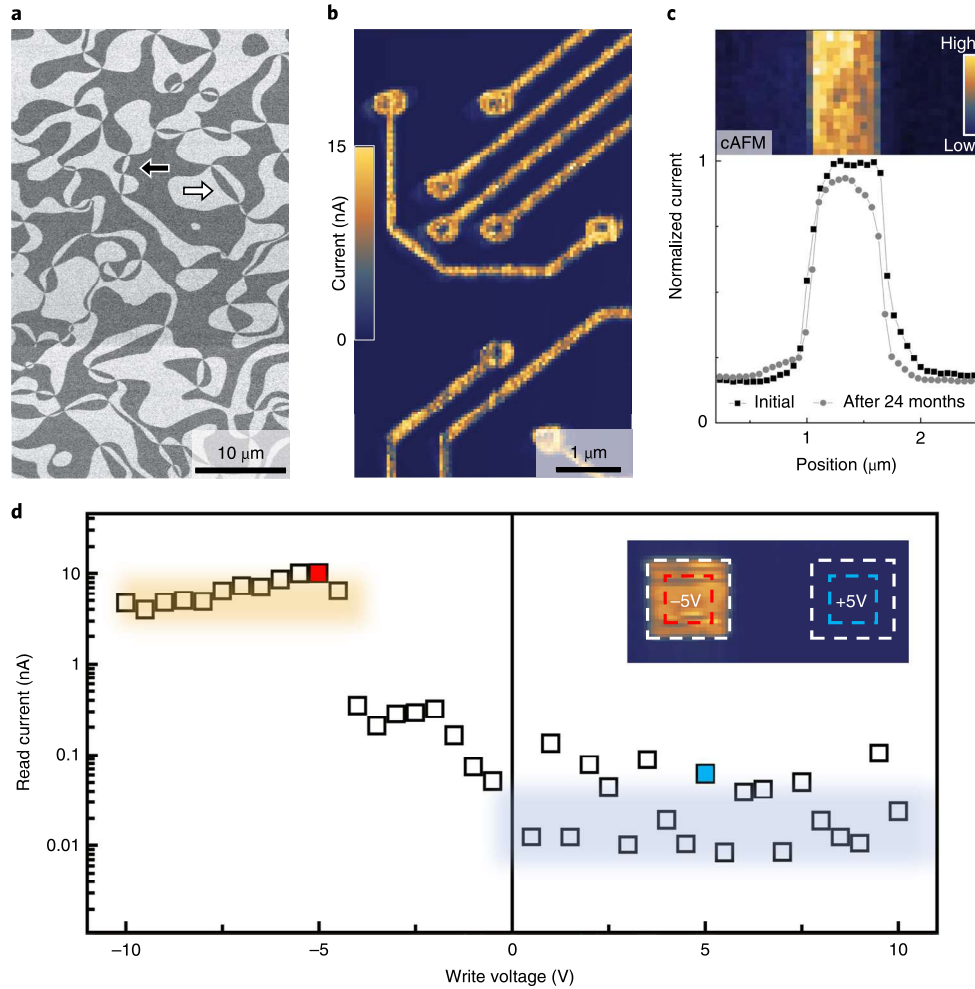 a
10 μm
b
15
Current (nA)
0
1 μm
c
High
Low
cAFM
1
Normalized current
0
Initial
After 24 months
1
2
Position (μm)
d
10
1
0.1
0.01
Read current (nA)
–5V
+5V
–10
–5
0
5
10
Write voltage (V)